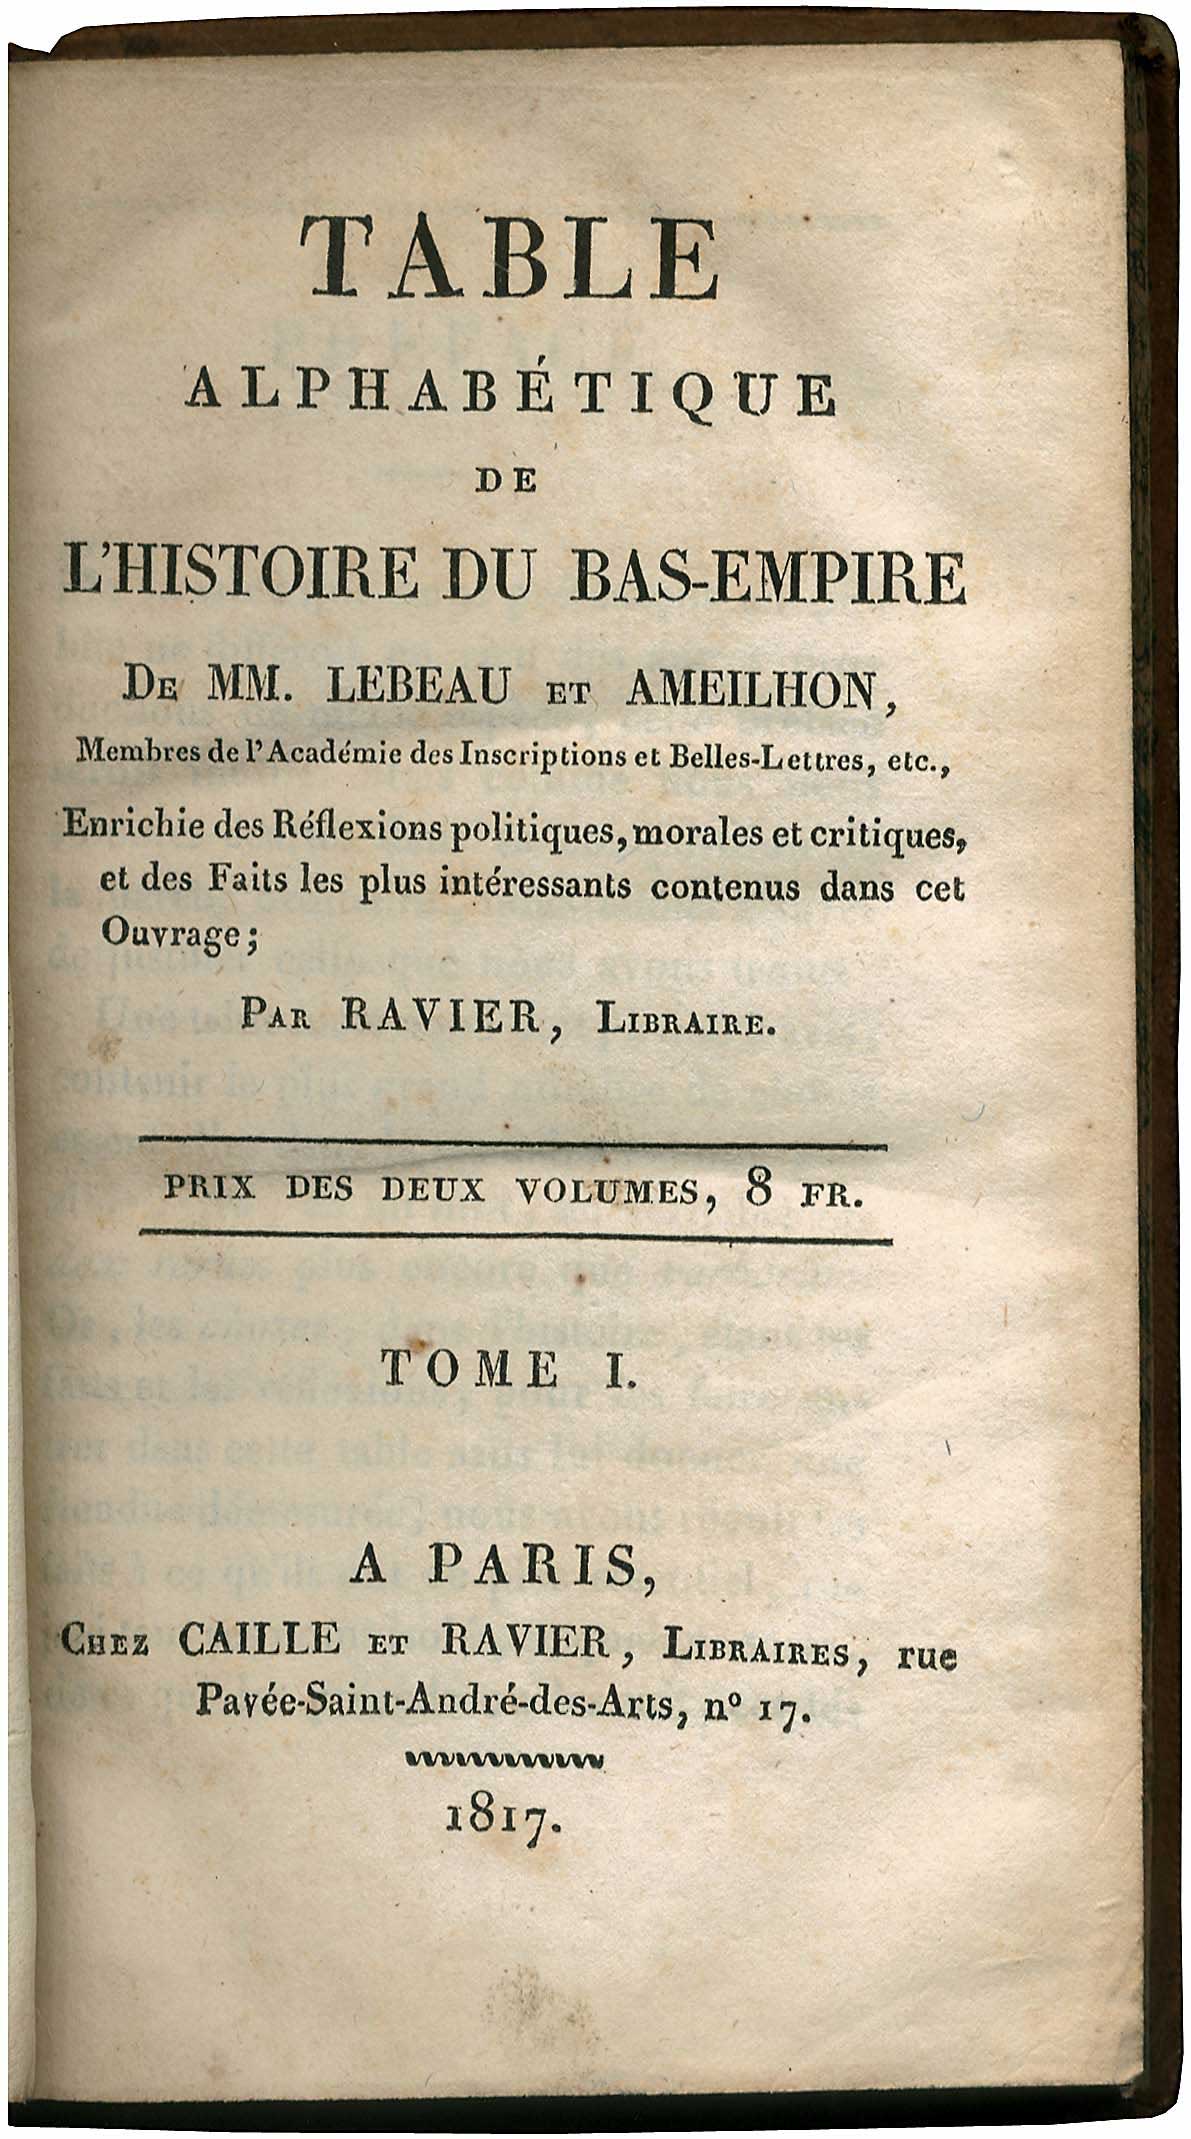 TABLE
ALPHABÉTIQUE
DE
L'HISTOIRE DU BAS-EMPIRE
DE MM. LEBEAU ET AMEILHON,
Membres de l'Académie des Inscriptions et Belles-Lettres, etc.,
Enrichie des Réflexions politiques, morales et critiques,
et des Faits les plus intéressants contenus dans cet
Ouvrage;
PAR RAVIER, LIBRAIRE.
PRIX DES DEUX VOLUMES, 8 FR.
TOME I.
A PARIS,
CHEZ CAILLE ET RAVIER, LIBRAIRES, rue
Pavée-Saint-André-des-Arts, nº 17.
1817.